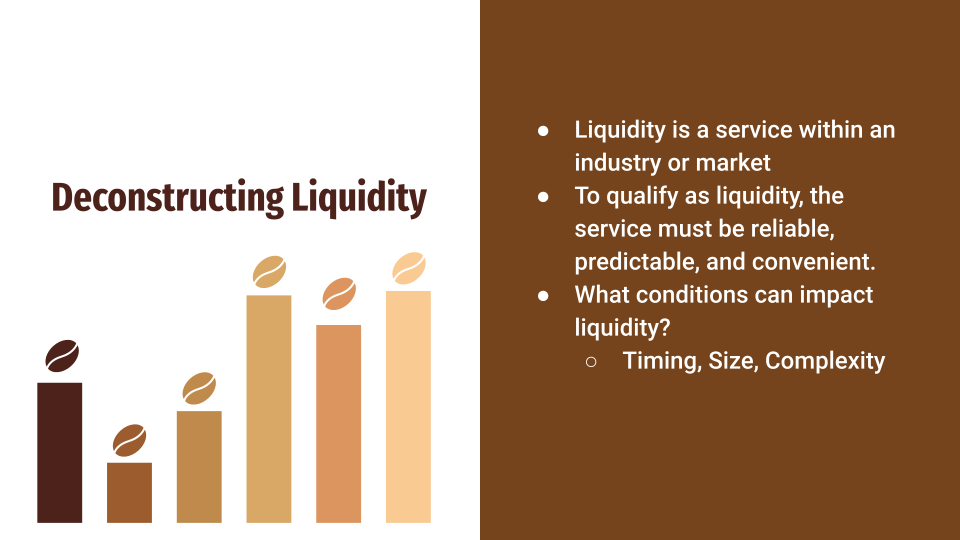 Deconstructing Liquidity
● Liquidity is a service within an
industry or market
● To qualify as liquidity, the
service must be reliable,
predictable, and convenient.
● What conditions can impact
liquidity?
○ Timing, Size, Complexity